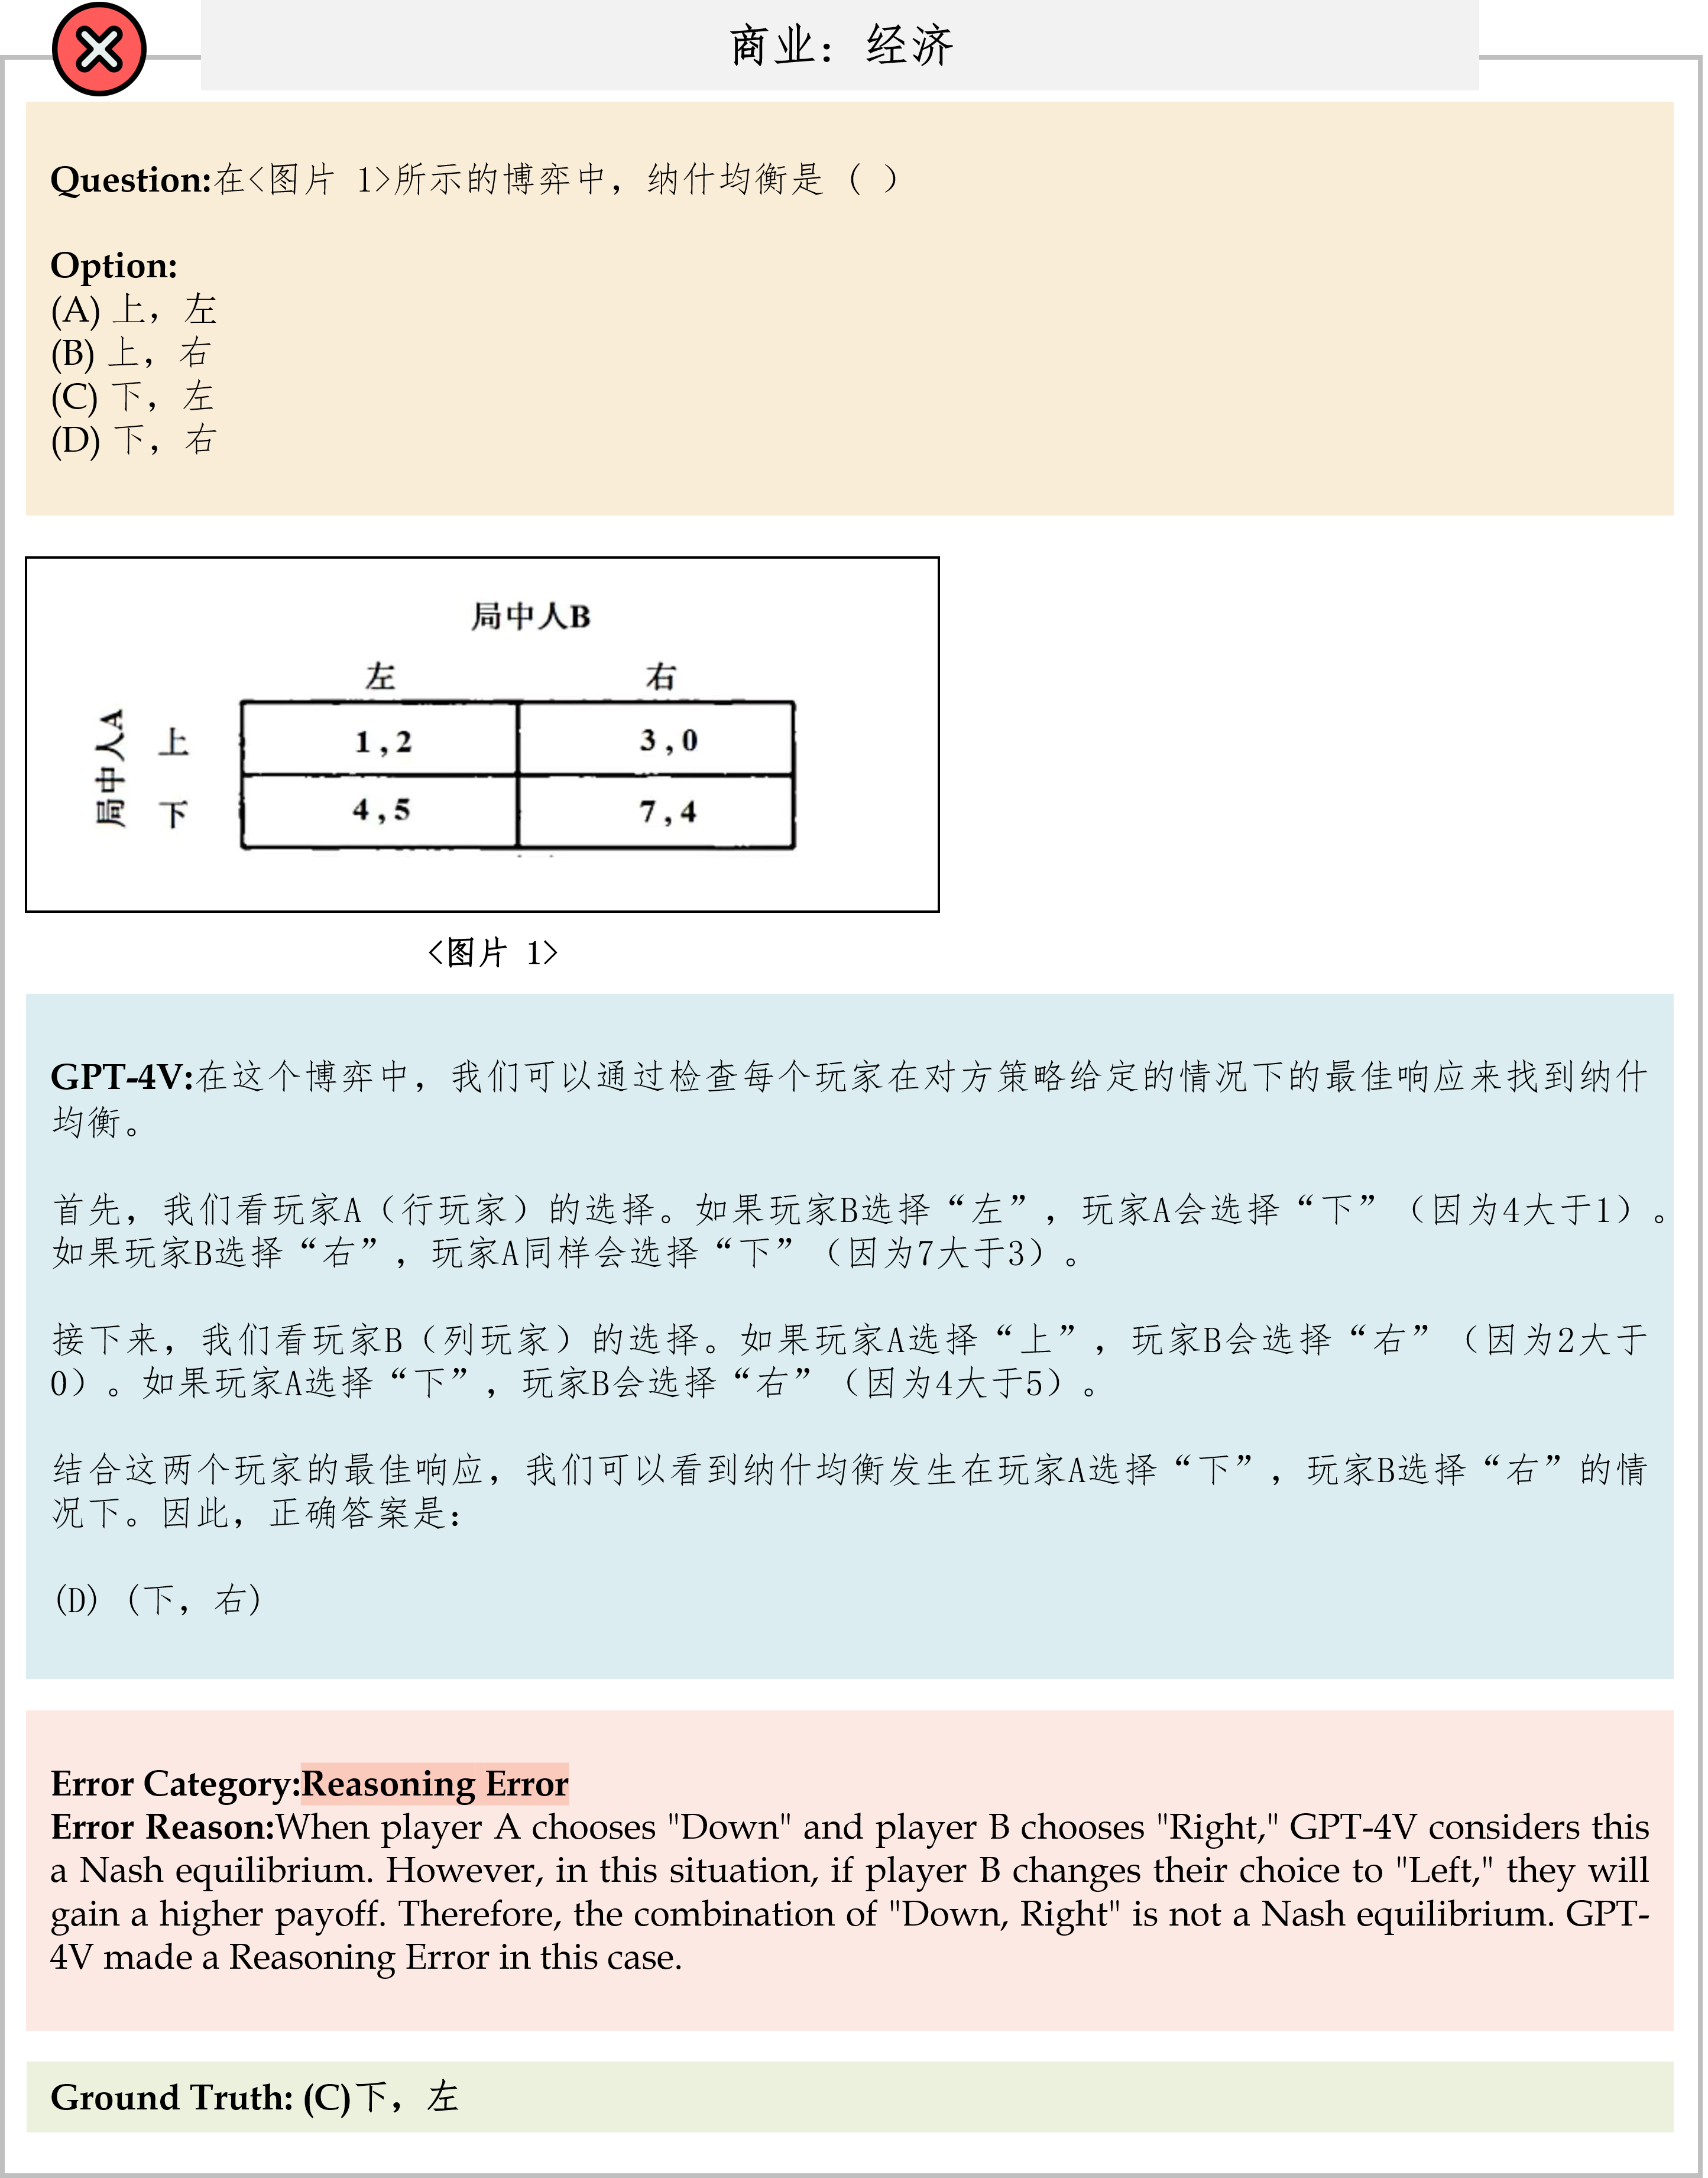 商业：经济
Question:在<图片 1>所示的博弈中，纳什均衡是（ ）
Option:
(A) 上，左
(B) 上，右
(C) 下，左
(D) 下，右
局中人B
左 右
局中人A
上 1 , 2 3 , 0
下 4 , 5 7 , 4
<图片 1>
GPT-4V:在这个博弈中，我们可以通过检查每个玩家在对方策略给定的情况下的最佳响应来找到纳什
均衡。
首先，我们看玩家A（行玩家）的选择。如果玩家B选择“左”，玩家A会选择“下”（因为4大于1）。
如果玩家B选择“右”，玩家A同样会选择“下”（因为7大于3）。
接下来，我们看玩家B（列玩家）的选择。如果玩家A选择“上”，玩家B会选择“右”（因为2大于
0）。如果玩家A选择“下”，玩家B会选择“右”（因为4大于5）。
结合这两个玩家的最佳响应，我们可以看到纳什均衡发生在玩家A选择“下”，玩家B选择“右”的情
况下。因此，正确答案是：
(D) (下，右)
Error Category:Reasoning Error
Error Reason:When player A chooses "Down" and player B chooses "Right," GPT-4V considers this
a Nash equilibrium. However, in this situation, if player B changes their choice to "Left," they will
gain a higher payoff. Therefore, the combination of "Down, Right" is not a Nash equilibrium. GPT-
4V made a Reasoning Error in this case.
Ground Truth: (C)下，左